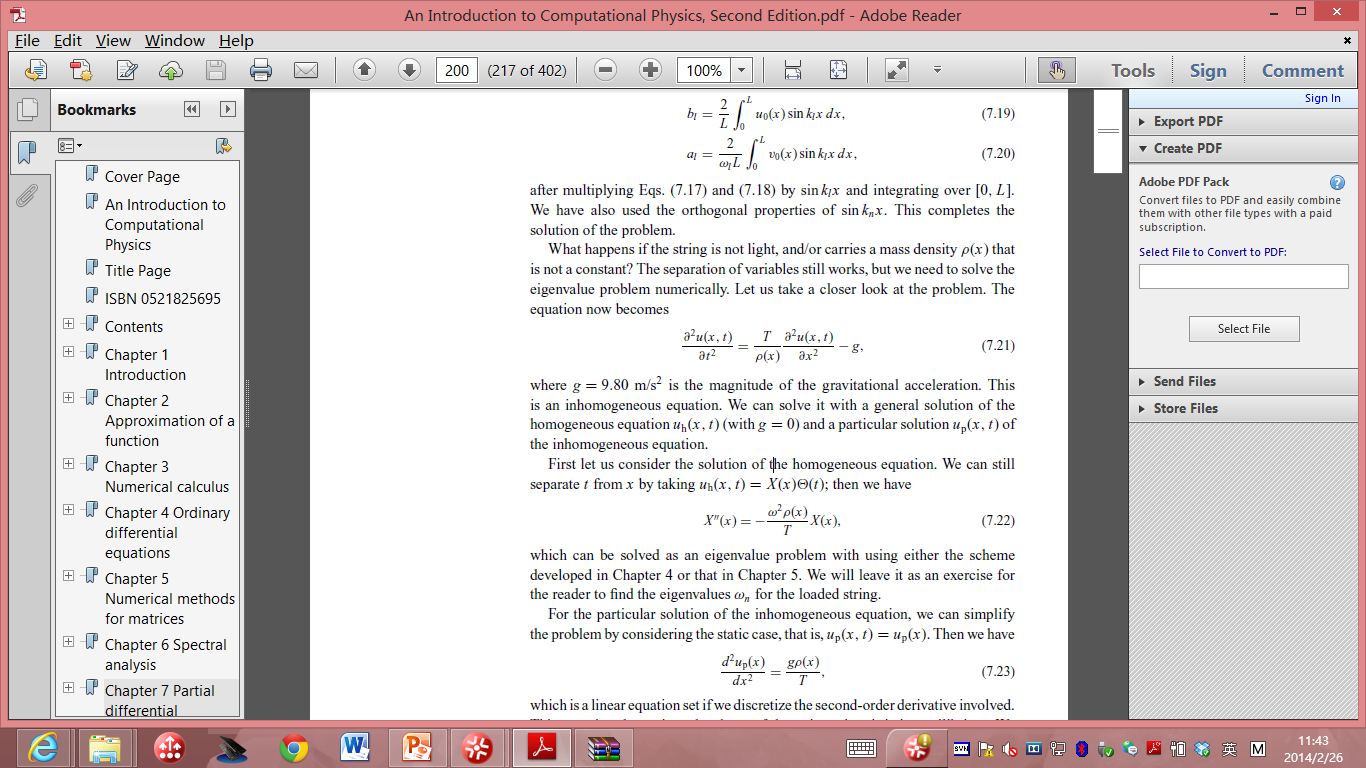 An Introduction to Computational Physics, Second Edition.pdf - Adobe Reader
File Edit View Window Help
200 (217 of 402) 100% Tools Sign Comment
Bookmarks
Cover Page
An Introduction to
Computational
Physics
Title Page
ISBN 0521825695
Contents
Chapter 1
Introduction
Chapter 2
Approximation of a
function
Chapter 3
Numerical calculus
Chapter 4 Ordinary
differential
equations
Chapter 5
Numerical methods
for matrices
Chapter 6 Spectral
analysis
Chapter 7 Partial
differential
b_l = 2/L ∫_0^L u_0(x) sin k_l x dx, (7.19)
a_l = 2/(ω_l L) ∫_0^L v_0(x) sin k_l x dx, (7.20)
after multiplying Eqs. (7.17) and (7.18) by sin k_l x and integrating over [0, L].
We have also used the orthogonal properties of sin k_n x. This completes the
solution of the problem.
What happens if the string is not light, and/or carries a mass density ρ(x) that
is not a constant? The separation of variables still works, but we need to solve the
eigenvalue problem numerically. Let us take a closer look at the problem. The
equation now becomes
∂²u(x, t)/∂t² = T/ρ(x) ∂²u(x, t)/∂x² − g, (7.21)
where g = 9.80 m/s² is the magnitude of the gravitational acceleration. This
is an inhomogeneous equation. We can solve it with a general solution of the
homogeneous equation u_h(x, t) (with g = 0) and a particular solution u_p(x, t) of
the inhomogeneous equation.
First let us consider the solution of the homogeneous equation. We can still
separate t from x by taking u_h(x, t) = X(x)Θ(t); then we have
X″(x) = −ω²ρ(x)/T X(x), (7.22)
which can be solved as an eigenvalue problem with using either the scheme
developed in Chapter 4 or that in Chapter 5. We will leave it as an exercise for
the reader to find the eigenvalues ω_n for the loaded string.
For the particular solution of the inhomogeneous equation, we can simplify
the problem by considering the static case, that is, u_p(x, t) = u_p(x). Then we have
d²u_p(x)/dx² = gρ(x)/T, (7.23)
which is a linear equation set if we discretize the second-order derivative involved.
Sign In
Export PDF
Create PDF
Adobe PDF Pack
Convert files to PDF and easily combine
them with other file types with a paid
subscription.
Select File to Convert to PDF:
Select File
Send Files
Store Files
SVN
英
M
11:43
2014/2/26